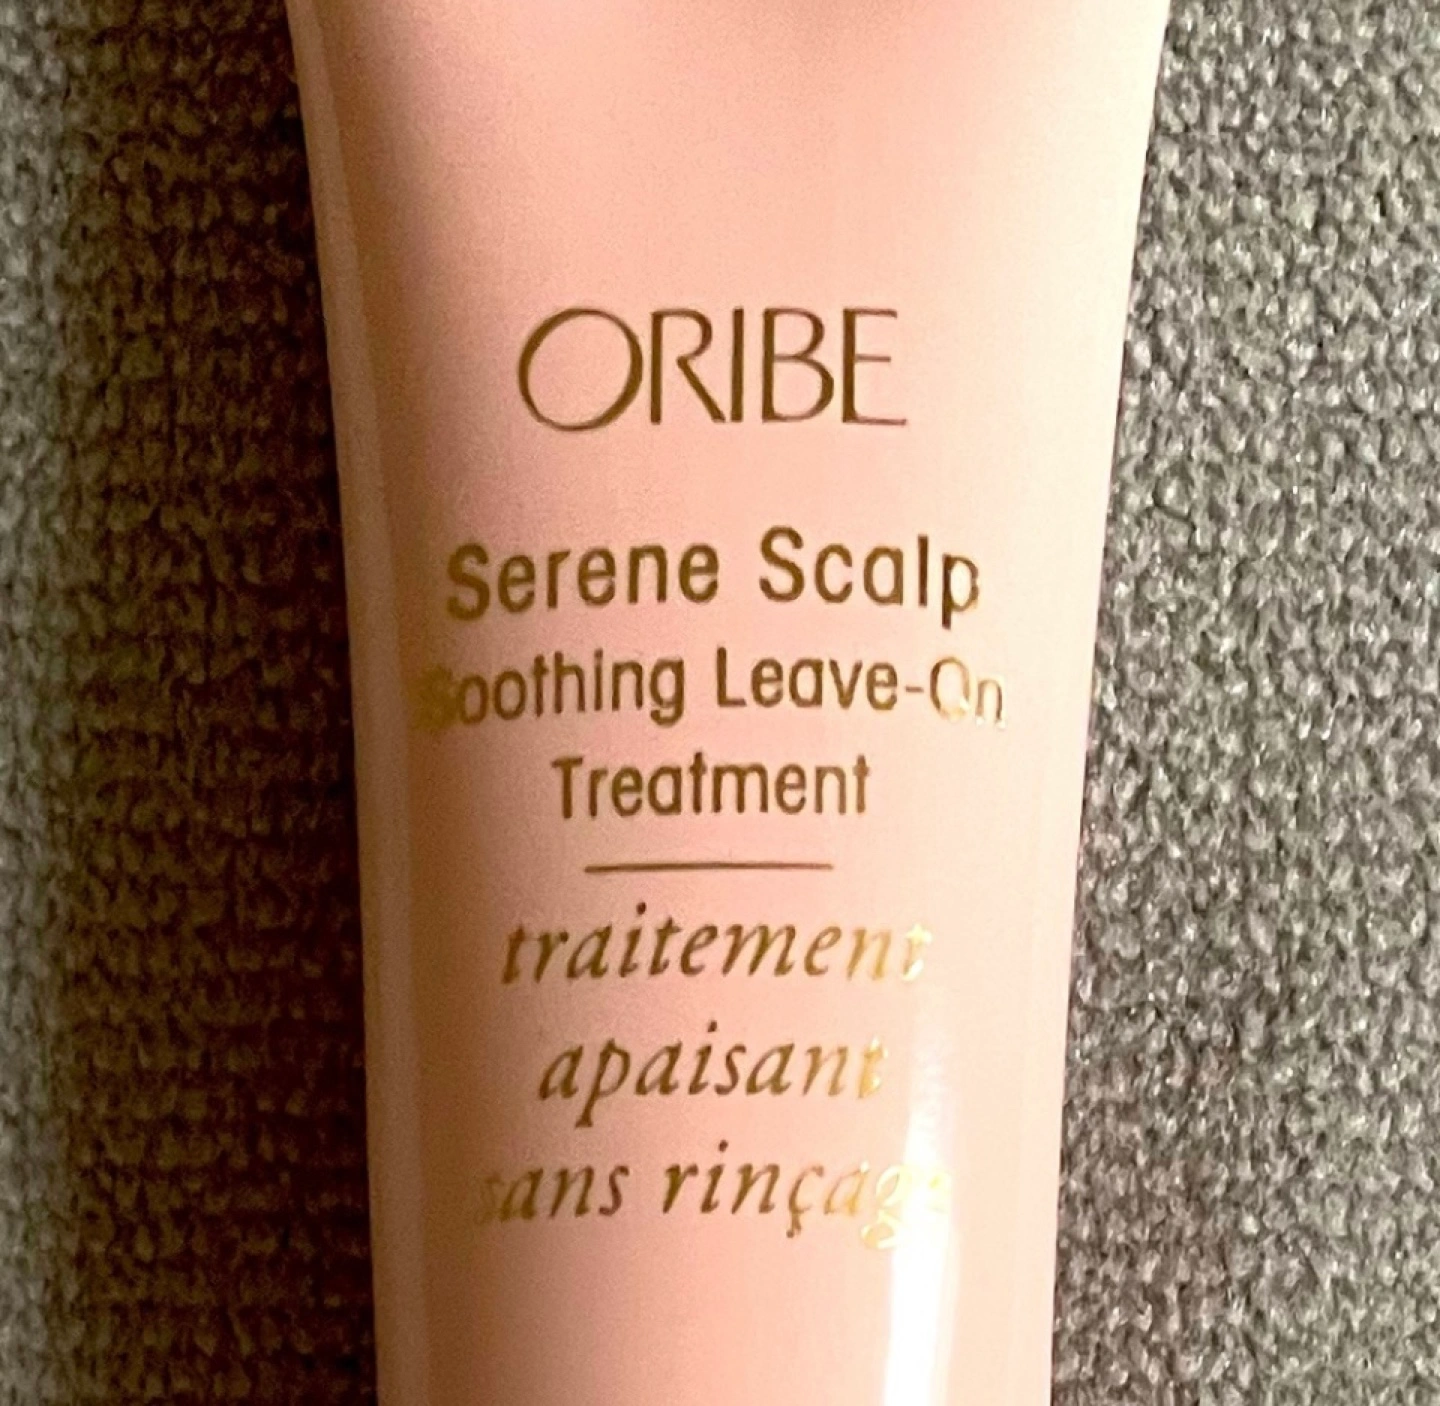 ORIBE
Serene Scalp
Soothing Leave-On
Treatment
traitement
apaisant
sans rinçage